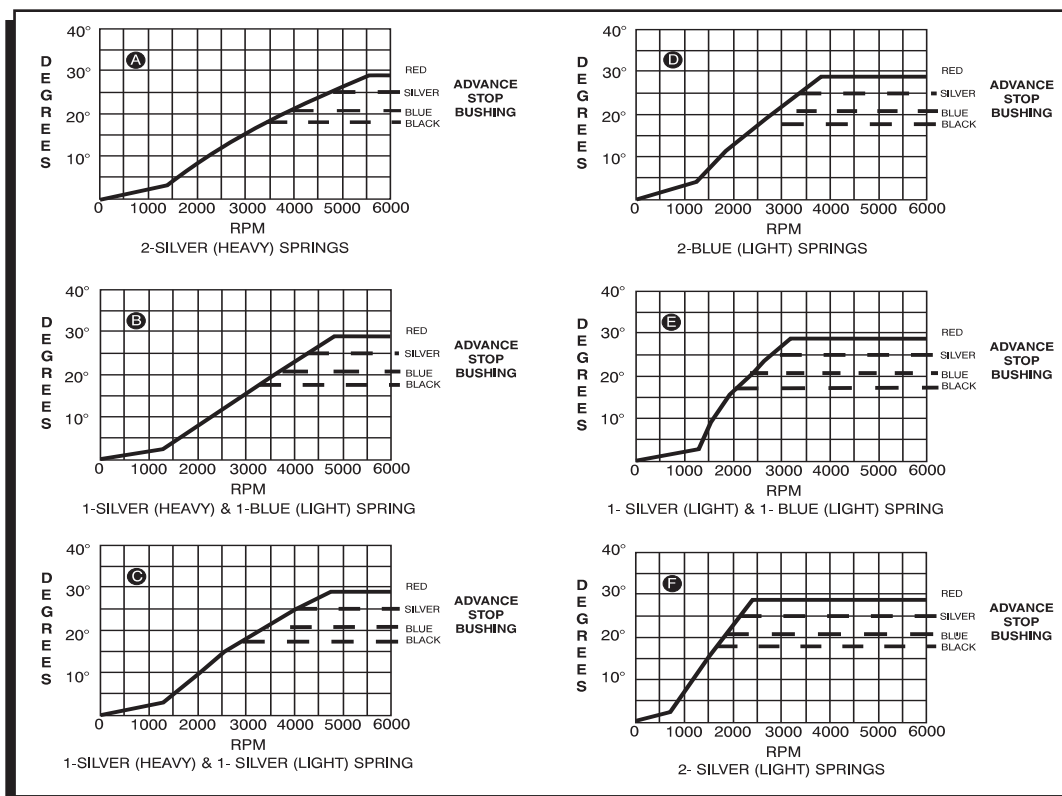 40°
30°
20°
10°
DEGREES
A
RED
SILVER
BLUE
BLACK
ADVANCE
STOP
BUSHING
0 1000 2000 3000 4000 5000 6000
RPM
2-SILVER (HEAVY) SPRINGS
40°
30°
20°
10°
DEGREES
D
RED
SILVER
BLUE
BLACK
ADVANCE
STOP
BUSHING
0 1000 2000 3000 4000 5000 6000
RPM
2-BLUE (LIGHT) SPRINGS
40°
30°
20°
10°
DEGREES
B
RED
SILVER
BLUE
BLACK
ADVANCE
STOP
BUSHING
0 1000 2000 3000 4000 5000 6000
RPM
1-SILVER (HEAVY) & 1-BLUE (LIGHT) SPRING
40°
30°
20°
10°
DEGREES
E
RED
SILVER
BLUE
BLACK
ADVANCE
STOP
BUSHING
0 1000 2000 3000 4000 5000 6000
RPM
1- SILVER (LIGHT) & 1- BLUE (LIGHT) SPRING
40°
30°
20°
10°
DEGREES
C
RED
SILVER
BLUE
BLACK
ADVANCE
STOP
BUSHING
0 1000 2000 3000 4000 5000 6000
RPM
1-SILVER (HEAVY) & 1- SILVER (LIGHT) SPRING
40°
30°
20°
10°
DEGREES
F
RED
SILVER
BLUE
BLACK
ADVANCE
STOP
BUSHING
0 1000 2000 3000 4000 5000 6000
RPM
2- SILVER (LIGHT) SPRINGS